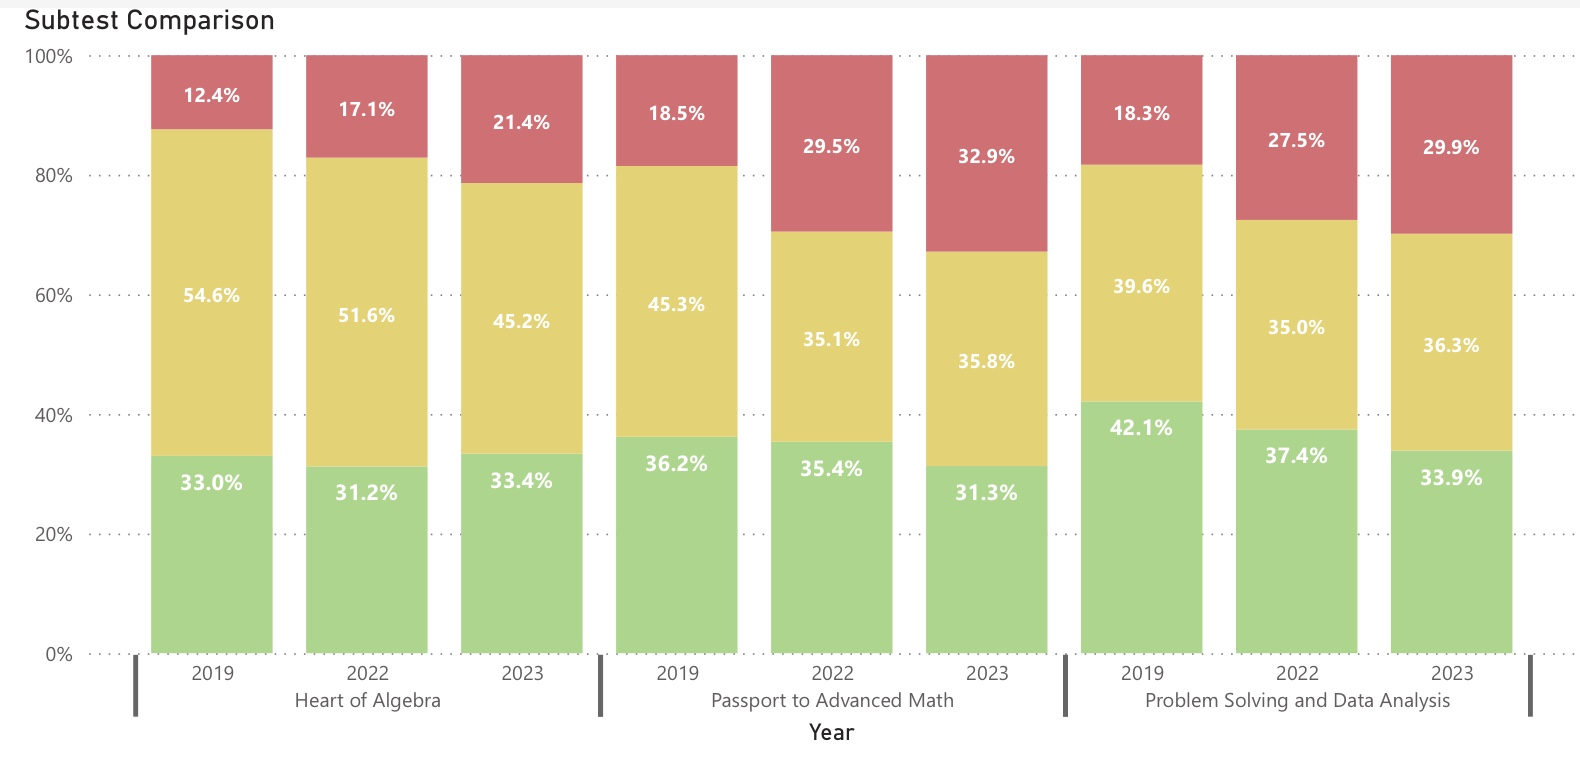 Subtest Comparison
100%
12.4% 17.1% 21.4% 18.5% 29.5% 32.9% 18.3% 27.5% 29.9%
80%
60%
54.6% 51.6% 45.2% 45.3% 35.1% 35.8% 39.6% 35.0% 36.3%
40%
33.0% 31.2% 33.4% 36.2% 35.4% 31.3% 42.1% 37.4% 33.9%
20%
0%
2019 2022 2023 2019 2022 2023 2019 2022 2023
Heart of Algebra Passport to Advanced Math Problem Solving and Data Analysis
Year